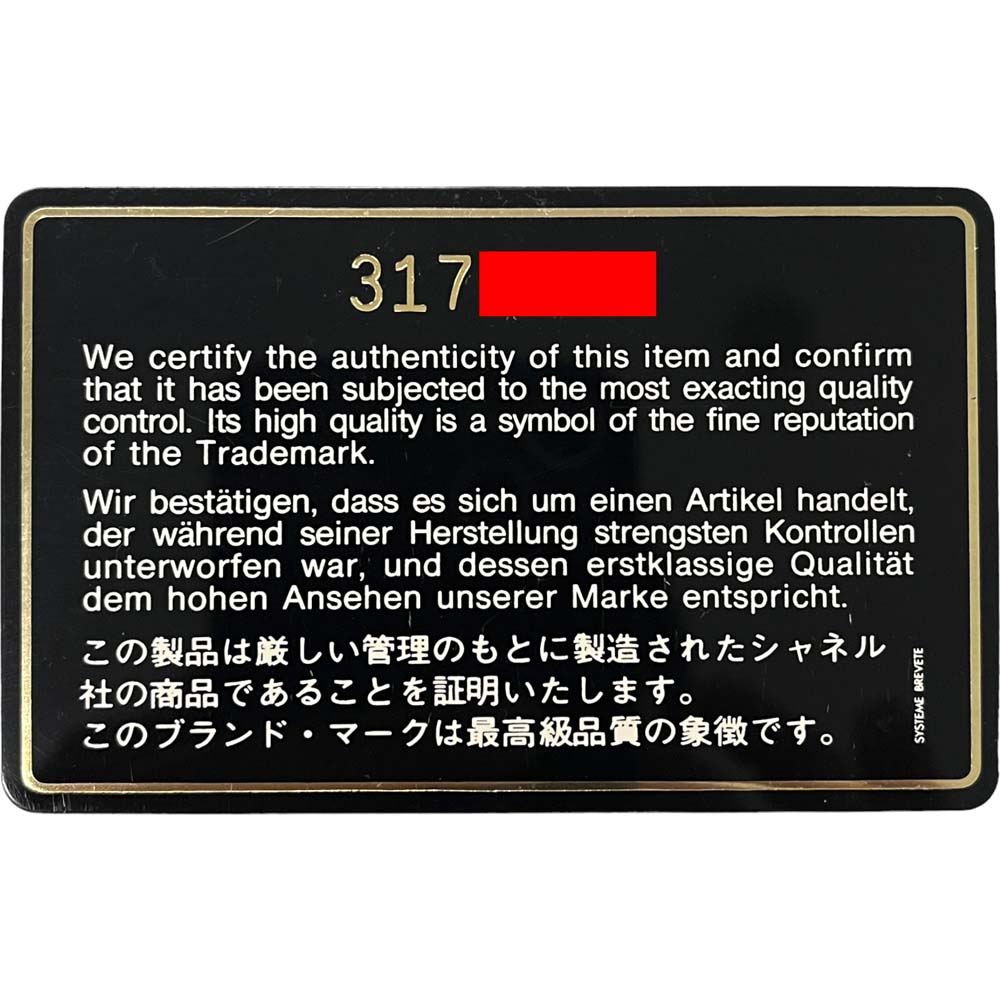 317
We certify the authenticity of this item and confirm
that it has been subjected to the most exacting quality
control. Its high quality is a symbol of the fine reputation
of the Trademark.
Wir bestätigen, dass es sich um einen Artikel handelt,
der während seiner Herstellung strengsten Kontrollen
unterworfen war, und dessen erstklassige Qualität
dem hohen Ansehen unserer Marke entspricht.
この製品は厳しい管理のもとに製造されたシャネル
社の商品であることを証明いたします。
このブランド・マークは最高級品質の象徴です。
SYSTEME BREVETE